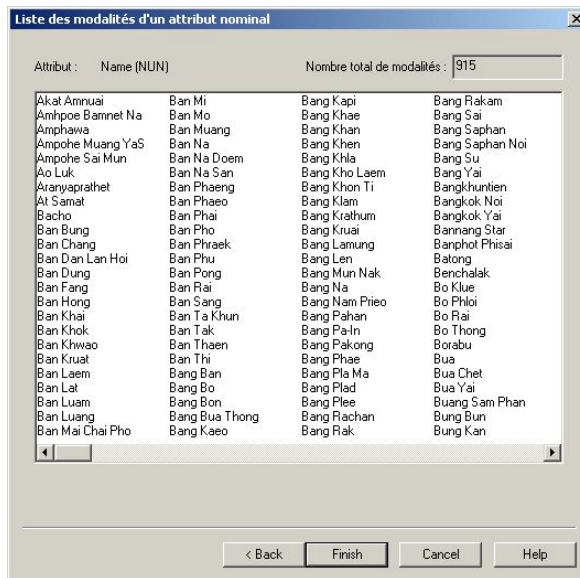 Liste des modalités d'un attribut nominal
Attribut : Name (NUN) Nombre total de modalités : 915
Akat Amnuai
Amhpoe Bamnet Na
Amphawa
Ampohe Muang YaS
Ampohe Sai Mun
Ao Luk
Aranyaprathet
At Samat
Bacho
Ban Bung
Ban Chang
Ban Dan Lan Hoi
Ban Dung
Ban Fang
Ban Hong
Ban Khai
Ban Khok
Ban Khwao
Ban Kruat
Ban Laem
Ban Lat
Ban Luam
Ban Luang
Ban Mai Chai Pho
Ban Mi
Ban Mo
Ban Muang
Ban Na
Ban Na Doem
Ban Na San
Ban Phaeng
Ban Phaeo
Ban Phai
Ban Pho
Ban Phraek
Ban Phu
Ban Pong
Ban Rai
Ban Sang
Ban Ta Khun
Ban Tak
Ban Thaen
Ban Thi
Bang Ban
Bang Bo
Bang Bon
Bang Bua Thong
Bang Kaeo
Bang Kapi
Bang Khae
Bang Khan
Bang Khen
Bang Khla
Bang Kho Laem
Bang Khon Ti
Bang Klam
Bang Krathum
Bang Kruai
Bang Lamung
Bang Len
Bang Mun Nak
Bang Na
Bang Nam Prieo
Bang Pahan
Bang Pa-In
Bang Pakong
Bang Phae
Bang Pla Ma
Bang Plad
Bang Plee
Bang Rachan
Bang Rak
Bang Rakam
Bang Sai
Bang Saphan
Bang Saphan Noi
Bang Su
Bang Yai
Bangkhuntien
Bangkok Noi
Bangkok Yai
Bannang Star
Banphot Phisai
Batong
Benchalak
Bo Klue
Bo Phloi
Bo Rai
Bo Thong
Borabu
Bua
Bua Chet
Bua Yai
Buang Sam Phan
Bung Bun
Bung Kan
< Back Finish Cancel Help